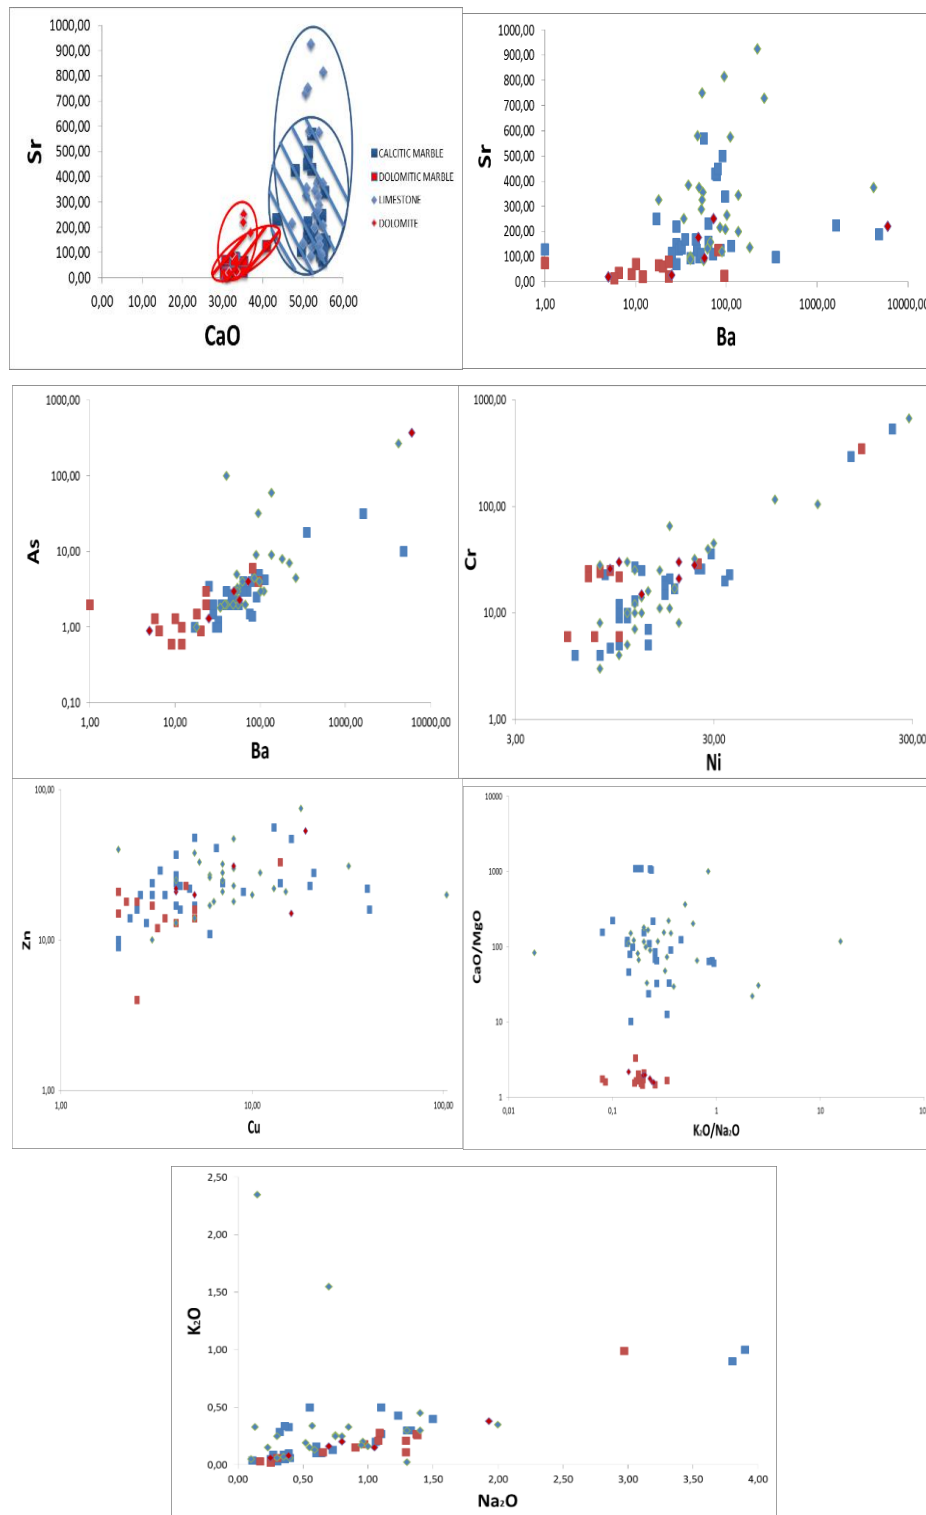 1000,00
900,00
800,00
700,00
600,00
500,00
400,00
300,00
200,00
100,00
0,00
Sr
0,00 10,00 20,00 30,00 40,00 50,00 60,00
CaO
CALCITIC MARBLE
DOLOMITIC MARBLE
LIMESTONE
DOLOMITE
1000,00
900,00
800,00
700,00
600,00
500,00
400,00
300,00
200,00
100,00
0,00
Sr
1,00 10,00 100,00 1000,00 10000,00
Ba
1000,00
100,00
10,00
1,00
0,10
As
1,00 10,00 100,00 1000,00 10000,00
Ba
1000,00
100,00
10,00
1,00
Cr
3,00 30,00 300,00
Ni
100,00
10,00
1,00
Zn
1,00 10,00 100,00
Cu
10000
1000
100
10
1
CaO/MgO
0,01 0,1 1 10 100
K₂O/Na₂O
2,50
2,00
1,50
1,00
0,50
0,00
K₂O
0,00 0,50 1,00 1,50 2,00 2,50 3,00 3,50 4,00
Na₂O